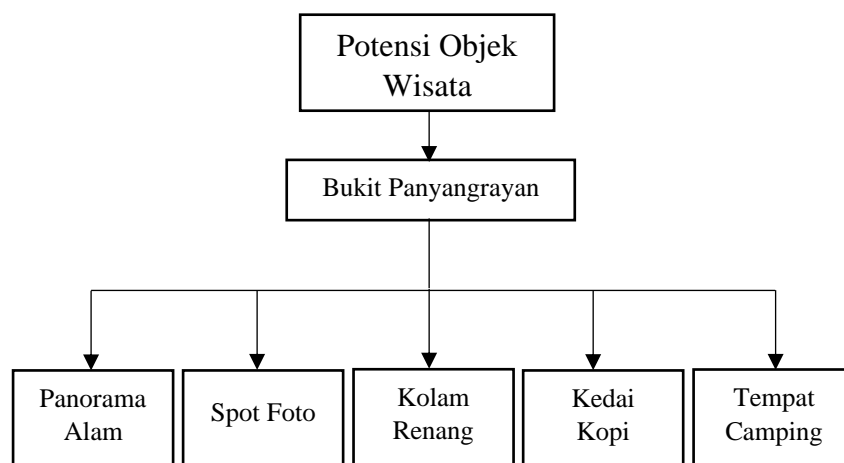 Potensi Objek
Wisata
Bukit Panyangrayan
Panorama
Alam
Spot Foto
Kolam
Renang
Kedai
Kopi
Tempat
Camping